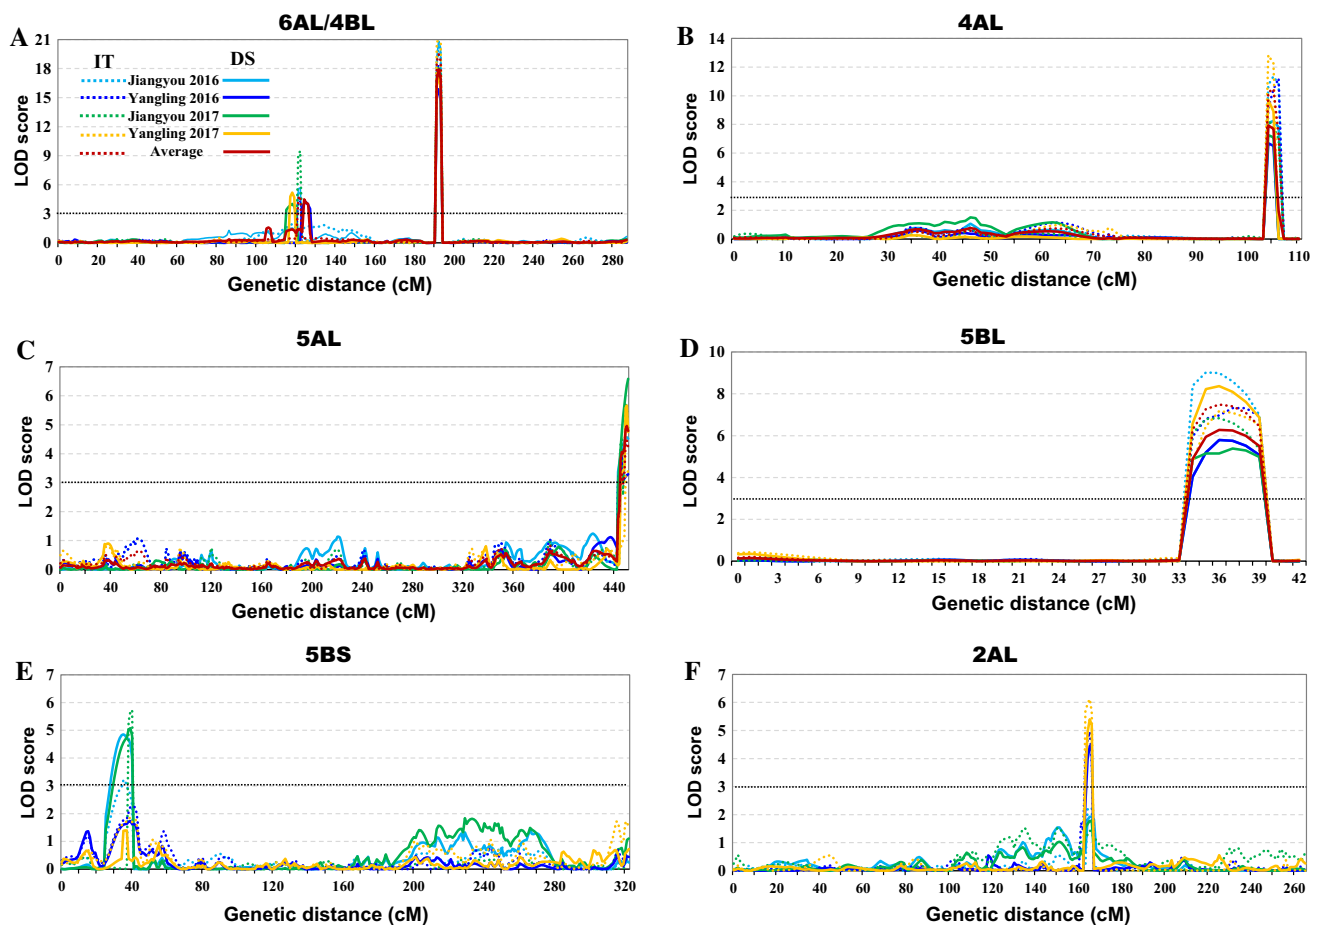 A
6AL/4BL
21
18
15
12
9
6
3
0
LOD score
IT DS
Jiangyou 2016
Yangling 2016
Jiangyou 2017
Yangling 2017
Average
0 20 40 60 80 100 120 140 160 180 200 220 240 260 280
Genetic distance (cM)
B
4AL
14
12
10
8
6
4
2
0
LOD score
0 10 20 30 40 50 60 70 80 90 100 110
Genetic distance (cM)
C
5AL
7
6
5
4
3
2
1
0
LOD score
0 40 80 120 160 200 240 280 320 360 400 440
Genetic distance (cM)
D
5BL
10
8
6
4
2
0
LOD score
0 3 6 9 12 15 18 21 24 27 30 33 36 39 42
Genetic distance (cM)
E
5BS
7
6
5
4
3
2
1
0
LOD score
0 40 80 120 160 200 240 250 280 320
Genetic distance (cM)
F
2AL
7
6
5
4
3
2
1
0
LOD score
0 20 40 60 80 100 120 140 160 180 200 220 240 260
Genetic distance (cM)